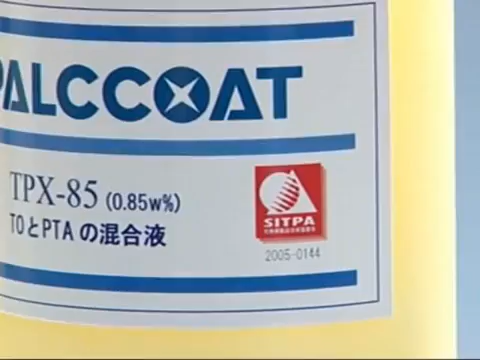 PALCCOAT
TPX-85 (0.85w%)
TOとPTAの混合液
SITPA
2005-0144